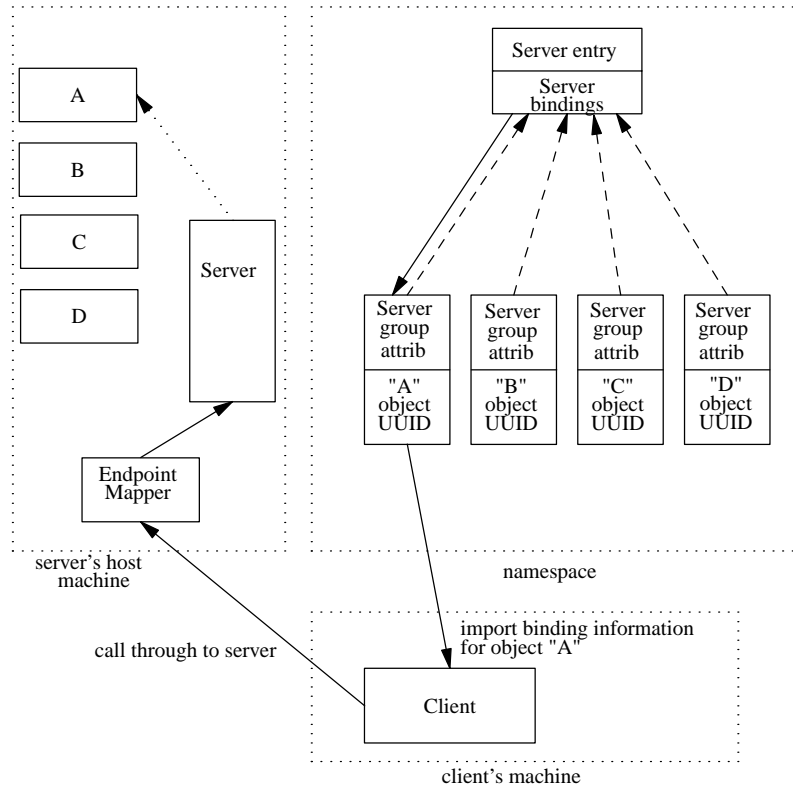 Server entry
Server
bindings
A
B
C
D
Server
Endpoint
Mapper
server's host
machine
Server
group
attrib
"A"
object
UUID
Server
group
attrib
"B"
object
UUID
Server
group
attrib
"C"
object
UUID
Server
group
attrib
"D"
object
UUID
namespace
call through to server
import binding information
for object "A"
Client
client's machine